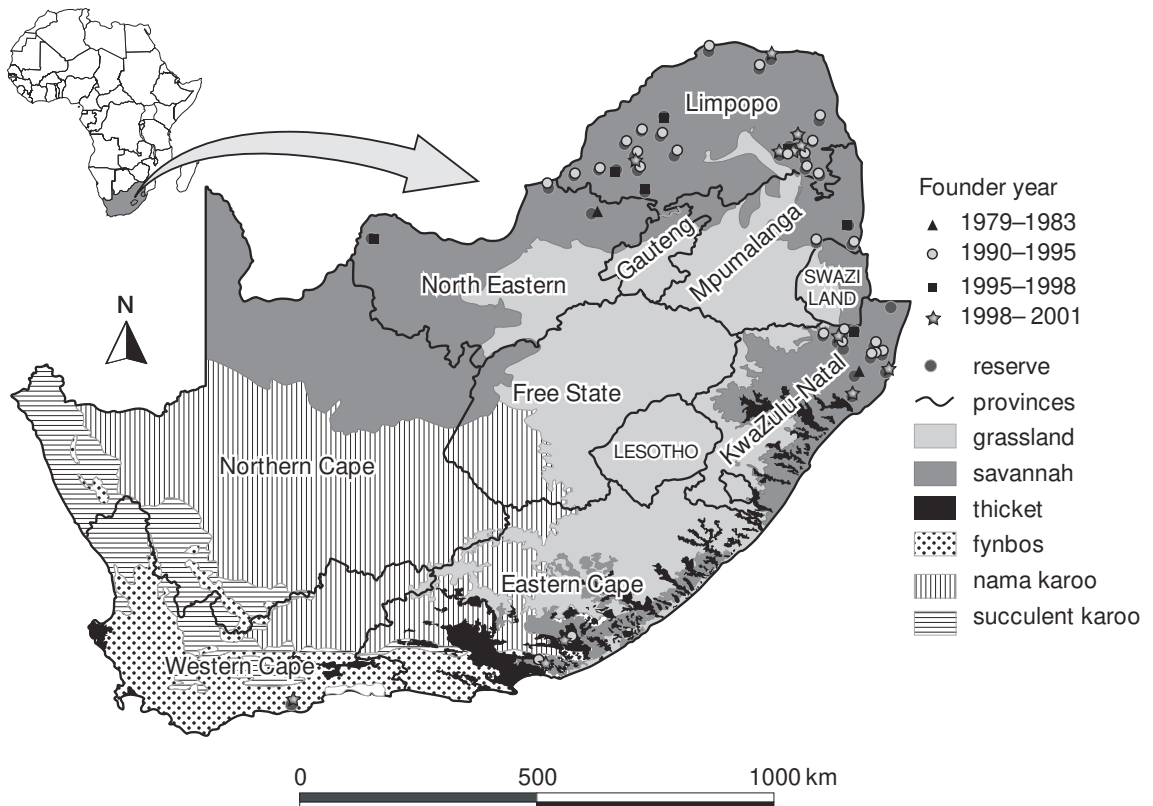 Limpopo
North Eastern
Gauteng
Mpumalanga
SWAZI
LAND
N
Free State
KwaZulu-Natal
LESOTHO
Northern Cape
Eastern Cape
Western Cape
Founder year
1979–1983
1990–1995
1995–1998
1998– 2001
reserve
provinces
grassland
savannah
thicket
fynbos
nama karoo
succulent karoo
0 500 1000 km